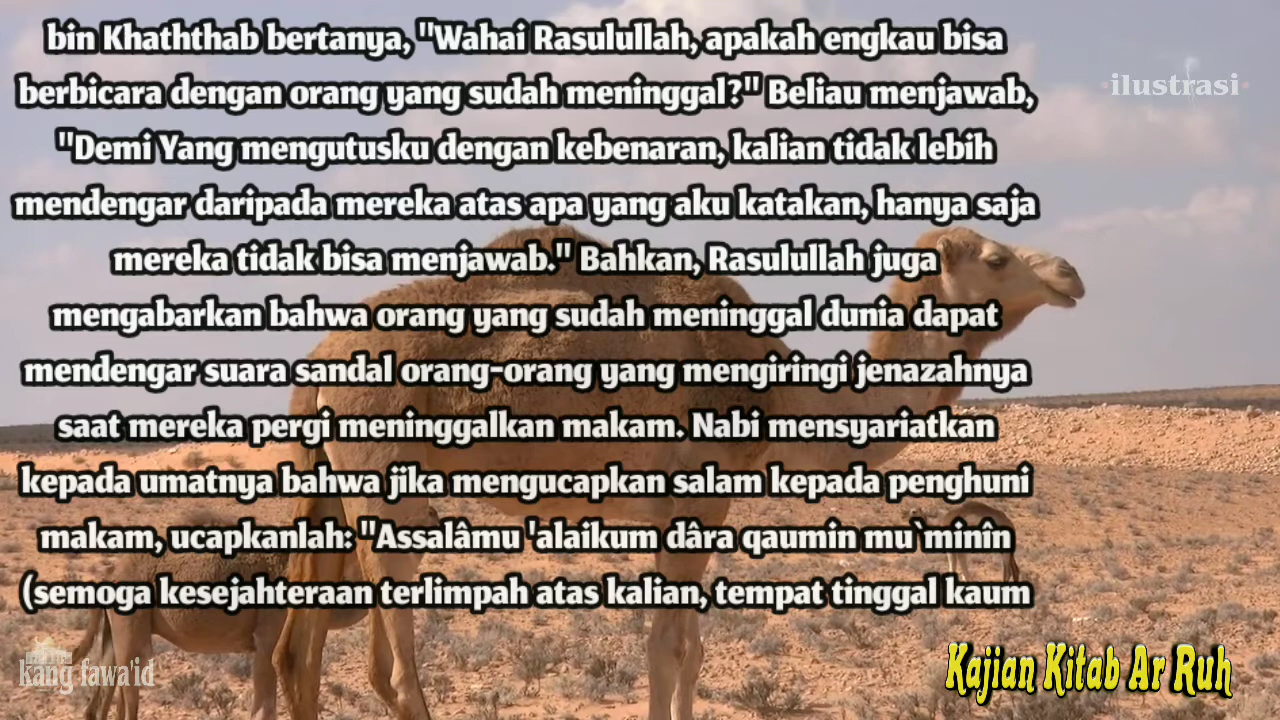 bin Khaththab bertanya, "Wahai Rasulullah, apakah engkau bisa
berbicara dengan orang yang sudah meninggal?" Beliau menjawab,
"Demi Yang mengutusku dengan kebenaran, kalian tidak lebih
mendengar daripada mereka atas apa yang aku katakan, hanya saja
mereka tidak bisa menjawab." Bahkan, Rasulullah juga
mengabarkan bahwa orang yang sudah meninggal dunia dapat
mendengar suara sandal orang-orang yang mengiringi jenazahnya
saat mereka pergi meninggalkan makam. Nabi mensyariatkan
kepada umatnya bahwa jika mengucapkan salam kepada penghuni
makam, ucapkanlah: "Assalâmu 'alaikum dâra qaumin mu`minîn
(semoga kesejahteraan terlimpah atas kalian, tempat tinggal kaum
ilustrasi
kang fawa'id
Kajian Kitab Ar Ruh